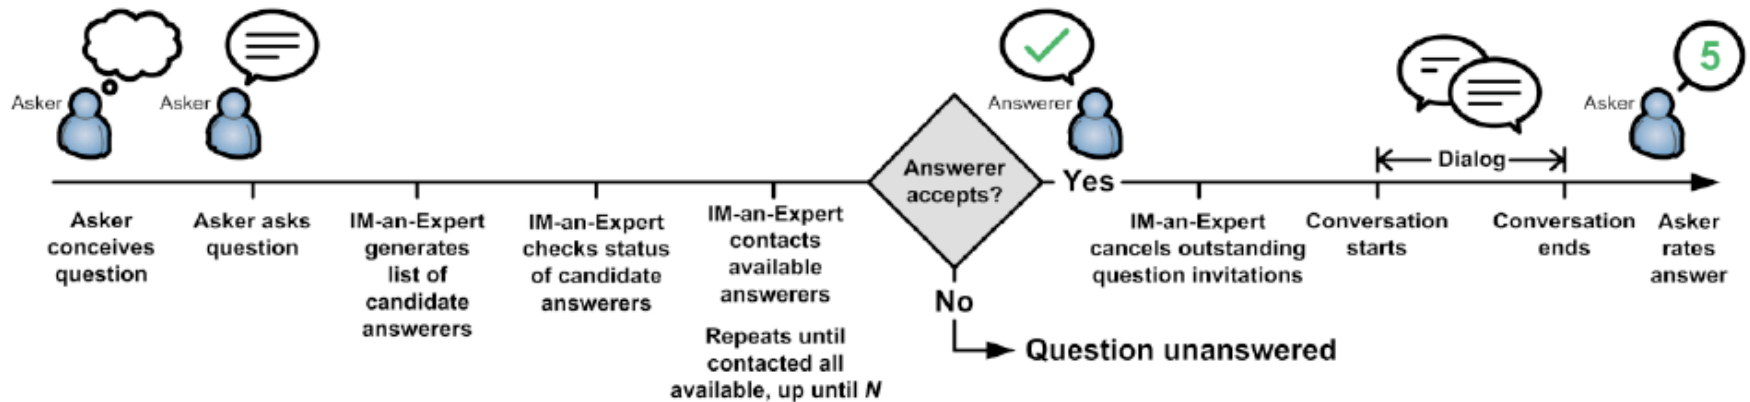 Asker
Asker
Answerer
Asker
5
Asker
conceives
question
Asker asks
question
IM-an-Expert
generates
list of
candidate
answerers
IM-an-Expert
checks status
of candidate
answerers
IM-an-Expert
contacts
available
answerers
Repeats until
contacted all
available, up until N
Answerer
accepts?
Yes
No
Question unanswered
IM-an-Expert
cancels outstanding
question invitations
Dialog
Conversation
starts
Conversation
ends
Asker
rates
answer